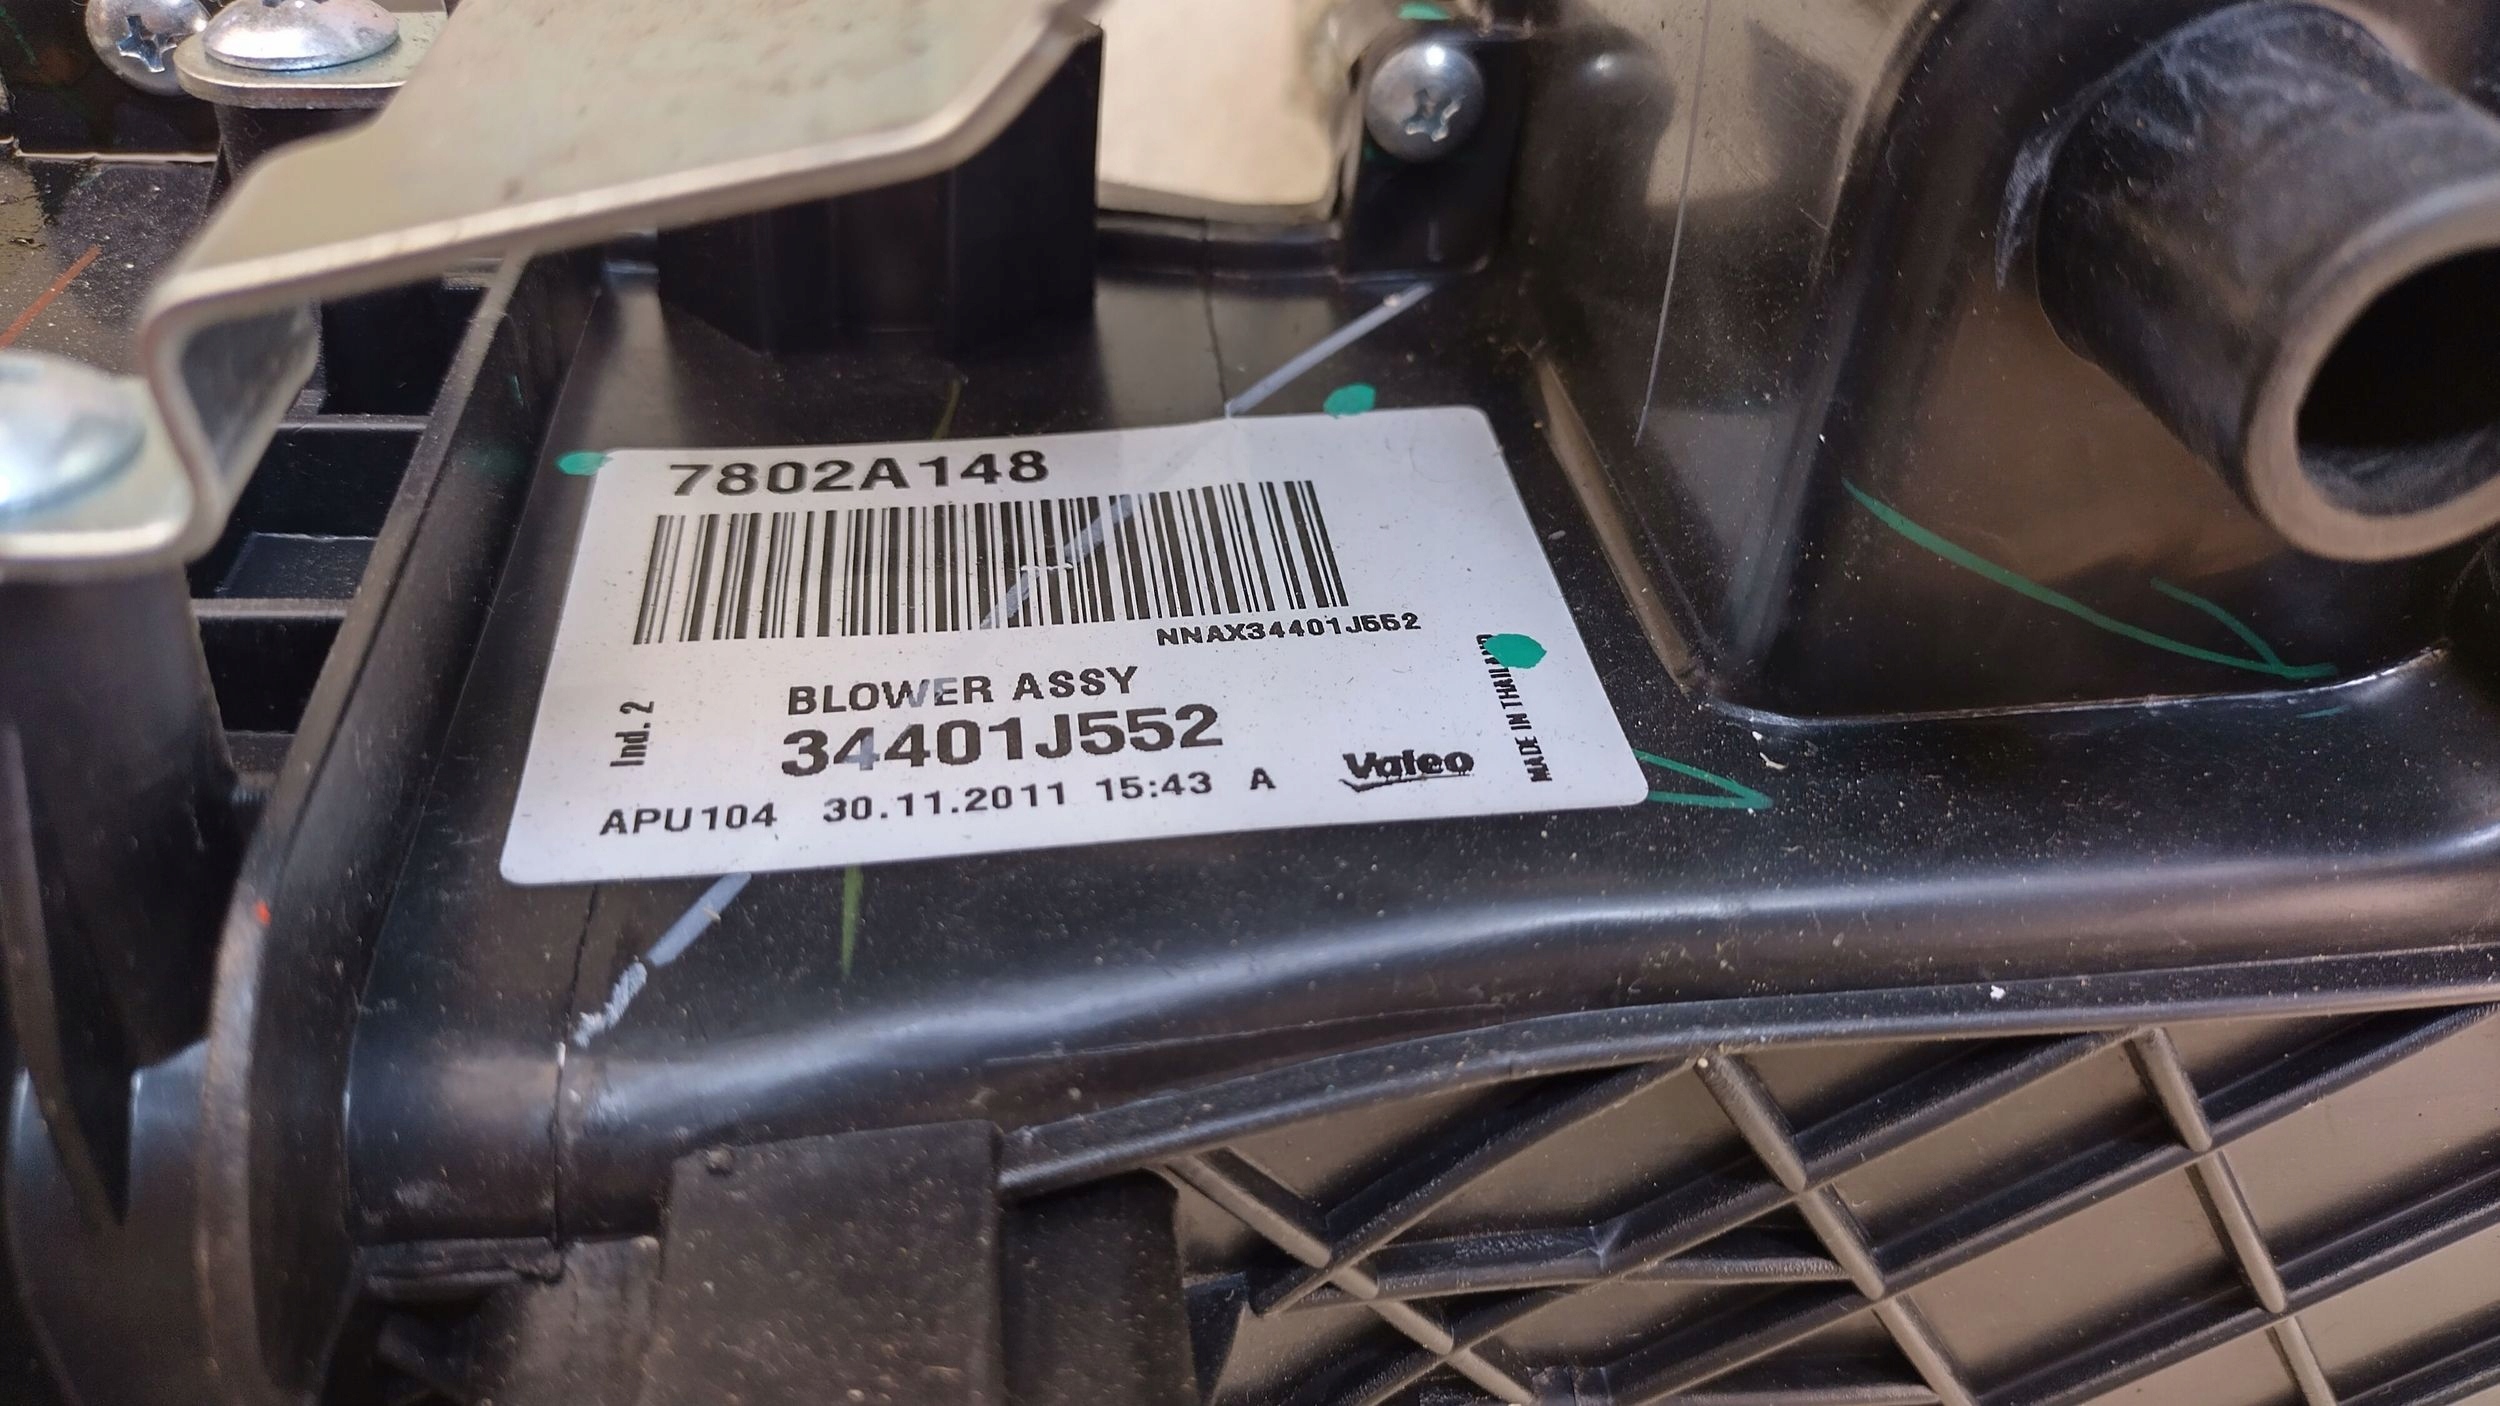 7802A148
NNAX34401J552
BLOWER ASSY
34401J552
Ind. 2
APU104 30.11.2011 15:43 A
Valeo
MADE IN THAILAND